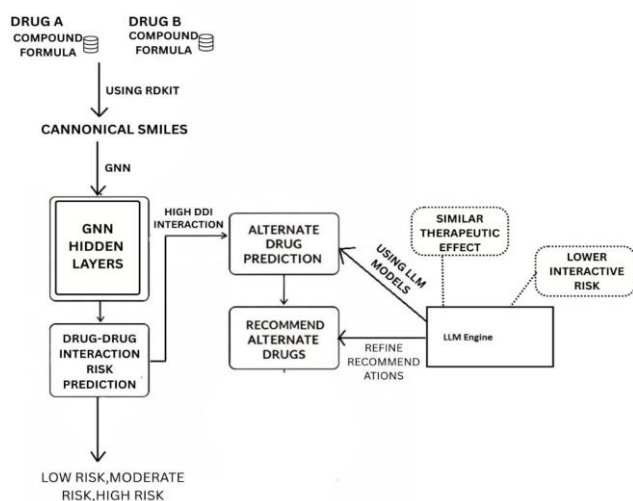 DRUG A
COMPOUND
FORMULA
DRUG B
COMPOUND
FORMULA
USING RDKIT
CANNONICAL SMILES
GNN
GNN
HIDDEN
LAYERS
HIGH DDI
INTERACTION
ALTERNATE
DRUG
PREDICTION
SIMILAR
THERAPEUTIC
EFFECT
LOWER
INTERACTIVE
RISK
USING LLM
MODELS
DRUG-DRUG
INTERACTION
RISK
PREDICTION
RECOMMEND
ALTERNATE
DRUGS
LLM Engine
REFINE
RECOMMEND
ATIONS
LOW RISK,MODERATE
RISK,HIGH RISK